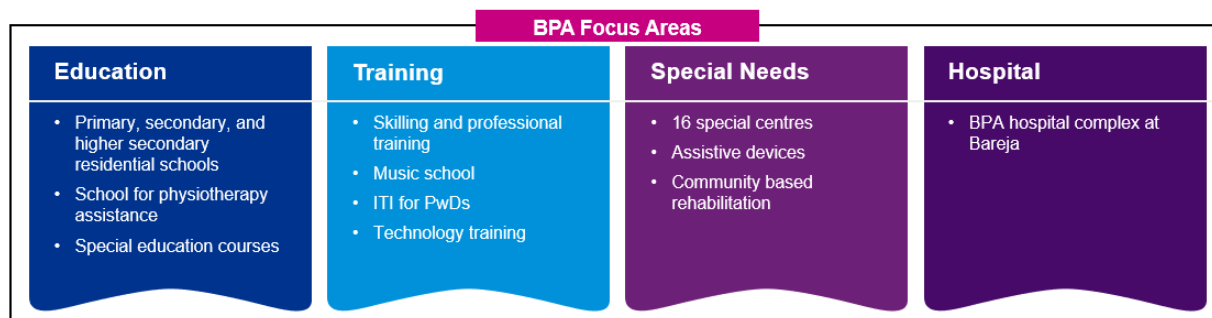 BPA Focus Areas
Education
Primary, secondary, and
higher secondary
residential schools
School for physiotherapy
assistance
Special education courses
Training
Skilling and professional
training
Music school
ITI for PwDs
Technology training
Special Needs
16 special centres
Assistive devices
Community based
rehabilitation
Hospital
BPA hospital complex at
Bareja